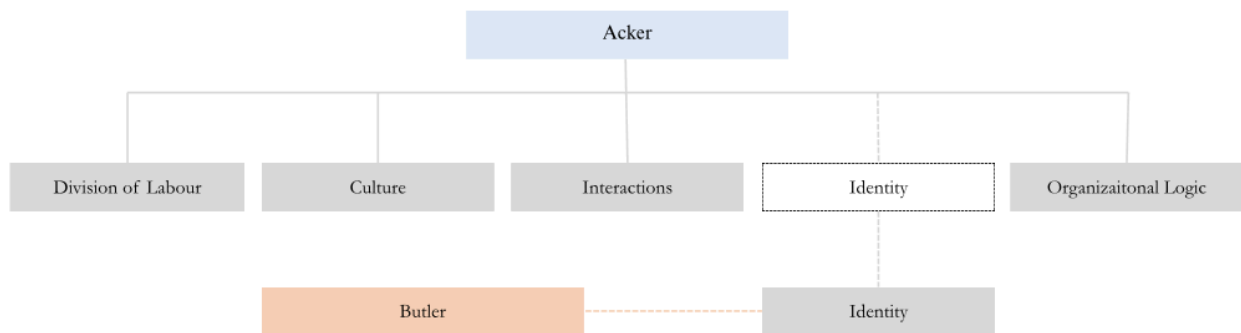 Acker
Division of Labour
Culture
Interactions
Identity
Organizaitonal Logic
Butler
Identity